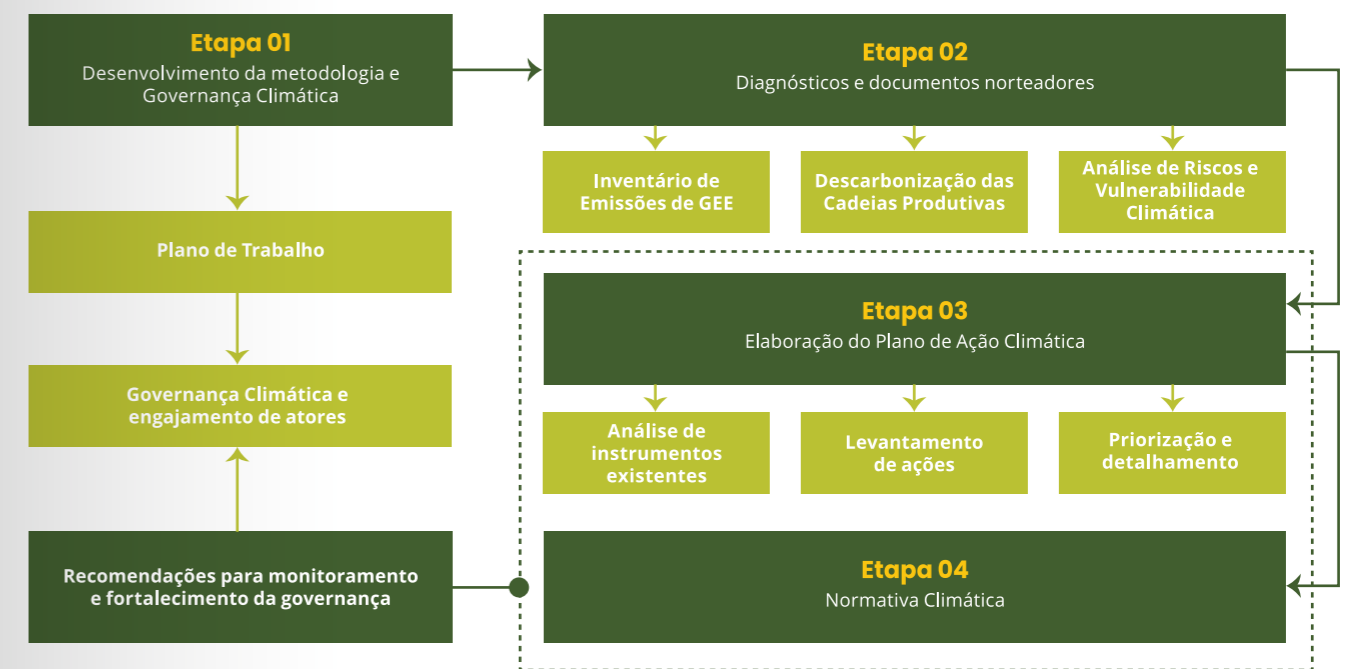 Etapa 01
Desenvolvimento da metodologia e
Governança Climática
Plano de Trabalho
Governança Climática e
engajamento de atores
Recomendações para monitoramento
e fortalecimento da governança
Etapa 02
Diagnósticos e documentos norteadores
Inventário de
Emissões de GEE
Descarbonização das
Cadeias Produtivas
Análise de Riscos e
Vulnerabilidade
Climática
Etapa 03
Elaboração do Plano de Ação Climática
Análise de
instrumentos
existentes
Levantamento
de ações
Priorização e
detalhamento
Etapa 04
Normativa Climática